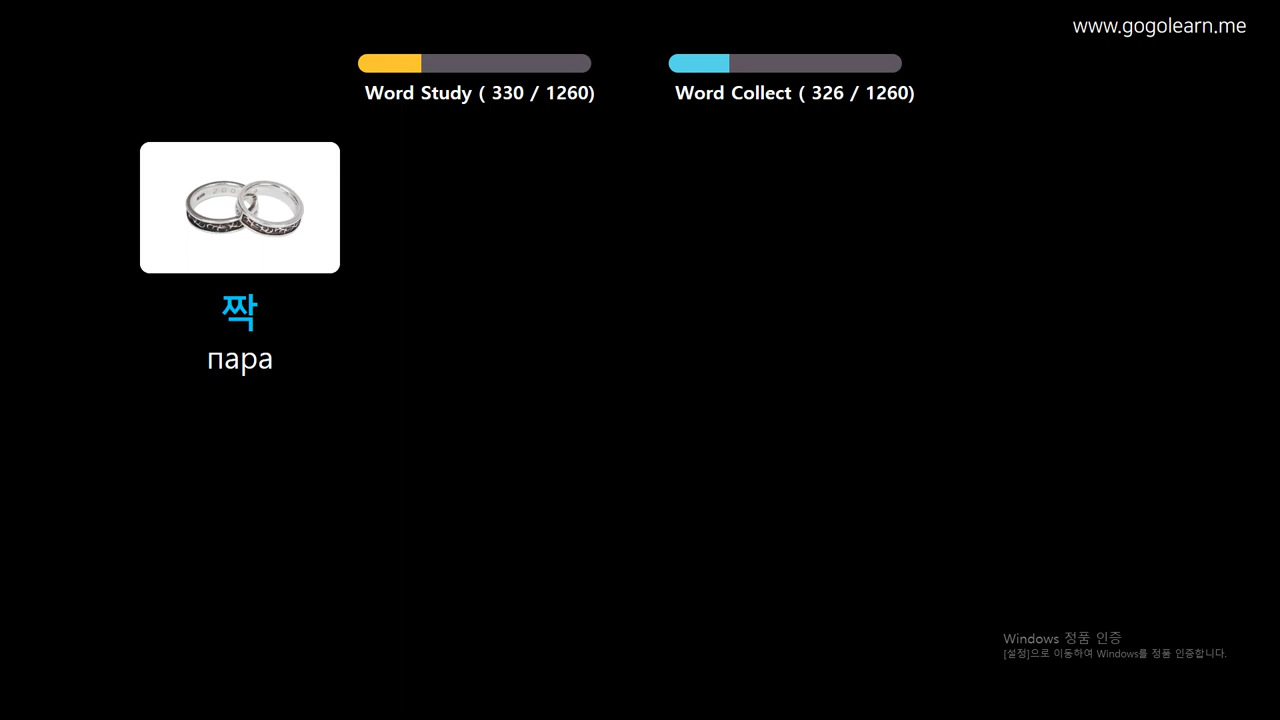 www.gogolearn.me
Word Study ( 330 / 1260)
Word Collect ( 326 / 1260)
짝
пара
Windows 정품 인증
[설정]으로 이동하여 Windows를 정품 인증합니다.